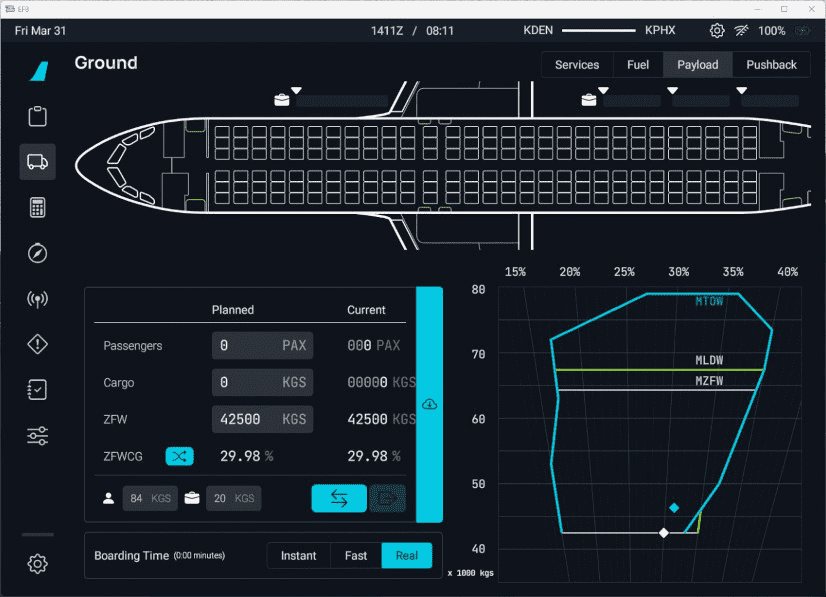 EFB
Fri Mar 31
1411Z / 08:11
KDEN KPHX
100%
Ground
Services Fuel Payload Pushback
Planned Current
Passengers 0 PAX 000 PAX
Cargo 0 KGS 00000 KGS
ZFW 42500 KGS 42500 KGS
ZFWCG 29.98 % 29.98 %
84 KGS 20 KGS
Boarding Time (0:00 minutes) Instant Fast Real
15% 20% 25% 30% 35% 40%
80
MTOW
70
MLDW
MZFW
60
50
40
x 1000 kgs